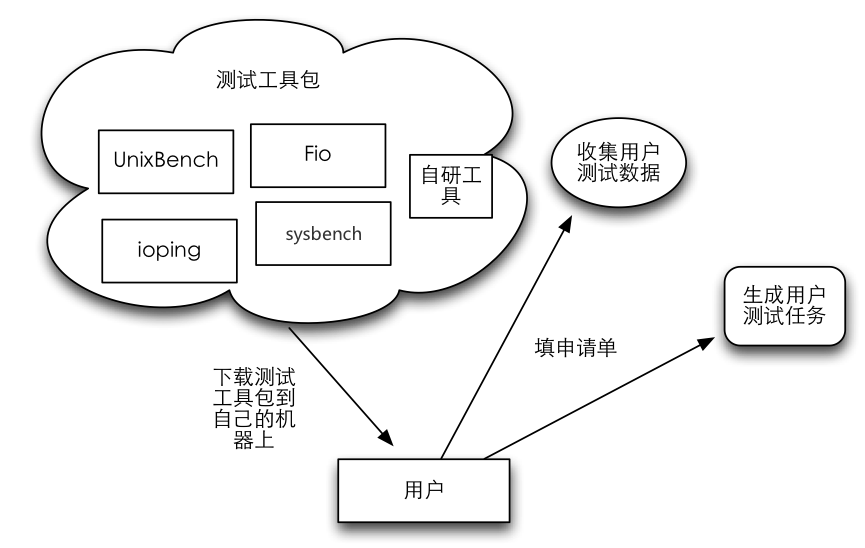 测试工具包
UnixBench
Fio
自研工
具
ioping
sysbench
收集用户
测试数据
生成用户
测试任务
填申请单
下载测试
工具包到
自己的机
器上
用户